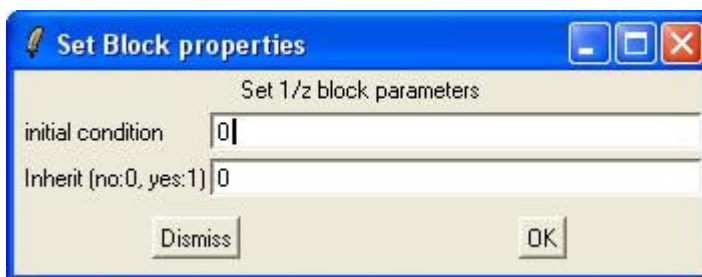 Set Block properties
Set 1/z block parameters
initial condition 0
Inherit (no:0, yes:1) 0
Dismiss OK